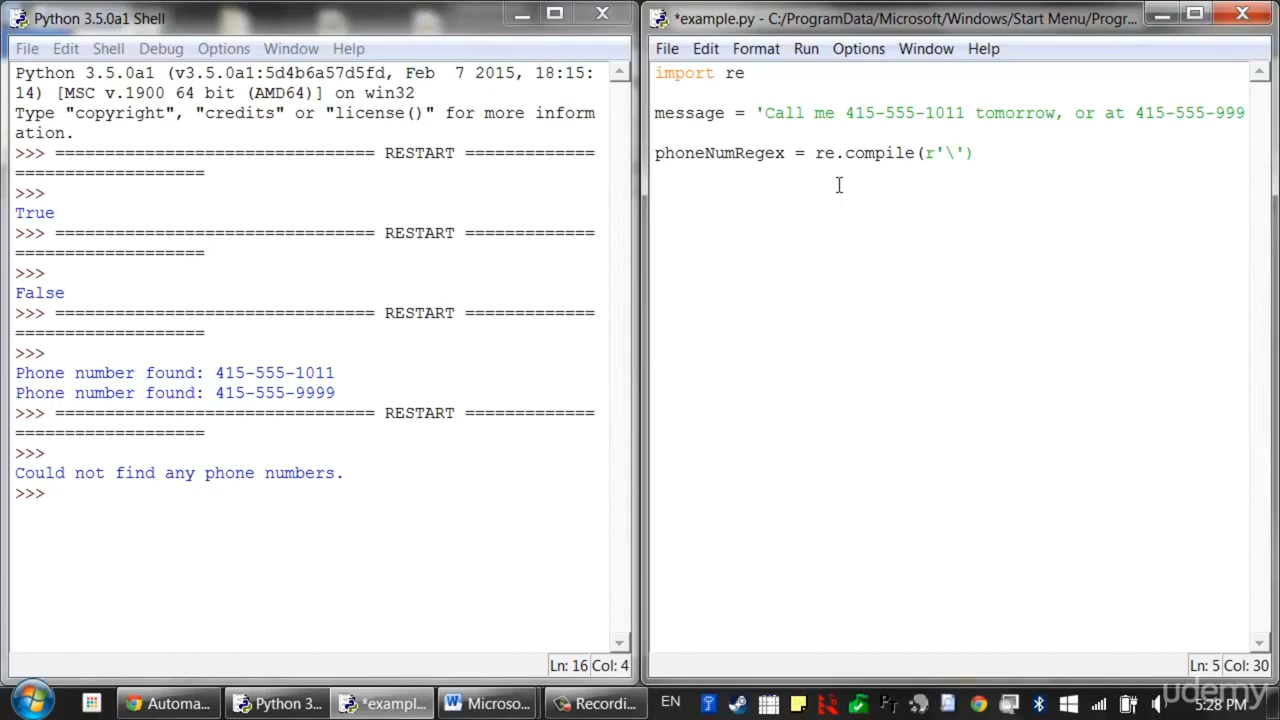 Python 3.5.0a1 Shell
File Edit Shell Debug Options Window Help
Python 3.5.0a1 (v3.5.0a1:5d4b6a57d5fd, Feb  7 2015, 18:15:
14) [MSC v.1900 64 bit (AMD64)] on win32
Type "copyright", "credits" or "license()" for more inform
ation.
>>> ================================ RESTART =============
===================
>>>
True
>>> ================================ RESTART =============
===================
>>>
False
>>> ================================ RESTART =============
===================
>>>
Phone number found: 415-555-1011
Phone number found: 415-555-9999
>>> ================================ RESTART =============
===================
>>>
Could not find any phone numbers.
>>>
Ln: 16 Col: 4
*example.py - C:/ProgramData/Microsoft/Windows/Start Menu/Progr...
File Edit Format Run Options Window Help
import re
message = 'Call me 415-555-1011 tomorrow, or at 415-555-999
phoneNumRegex = re.compile(r'\')
Ln: 5 Col: 30
Automa... Python 3... *exampl... Microso... Recordi... EN 5:28 PM
udemy